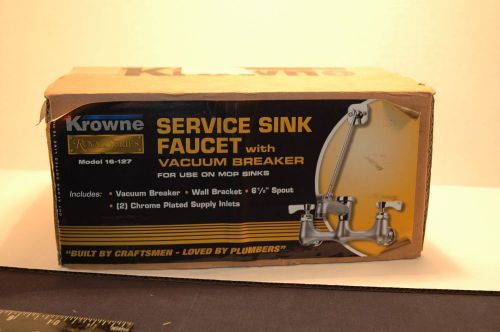 Krowne
Krowne
ROYAL SERIES
Model 16-127
SERVICE SINK
FAUCET with
VACUUM BREAKER
FOR USE ON MOP SINKS
Includes: • Vacuum Breaker • Wall Bracket • 6½" Spout
• (2) Chrome Plated Supply Inlets
"BUILT BY CRAFTSMEN - LOVED BY PLUMBERS"